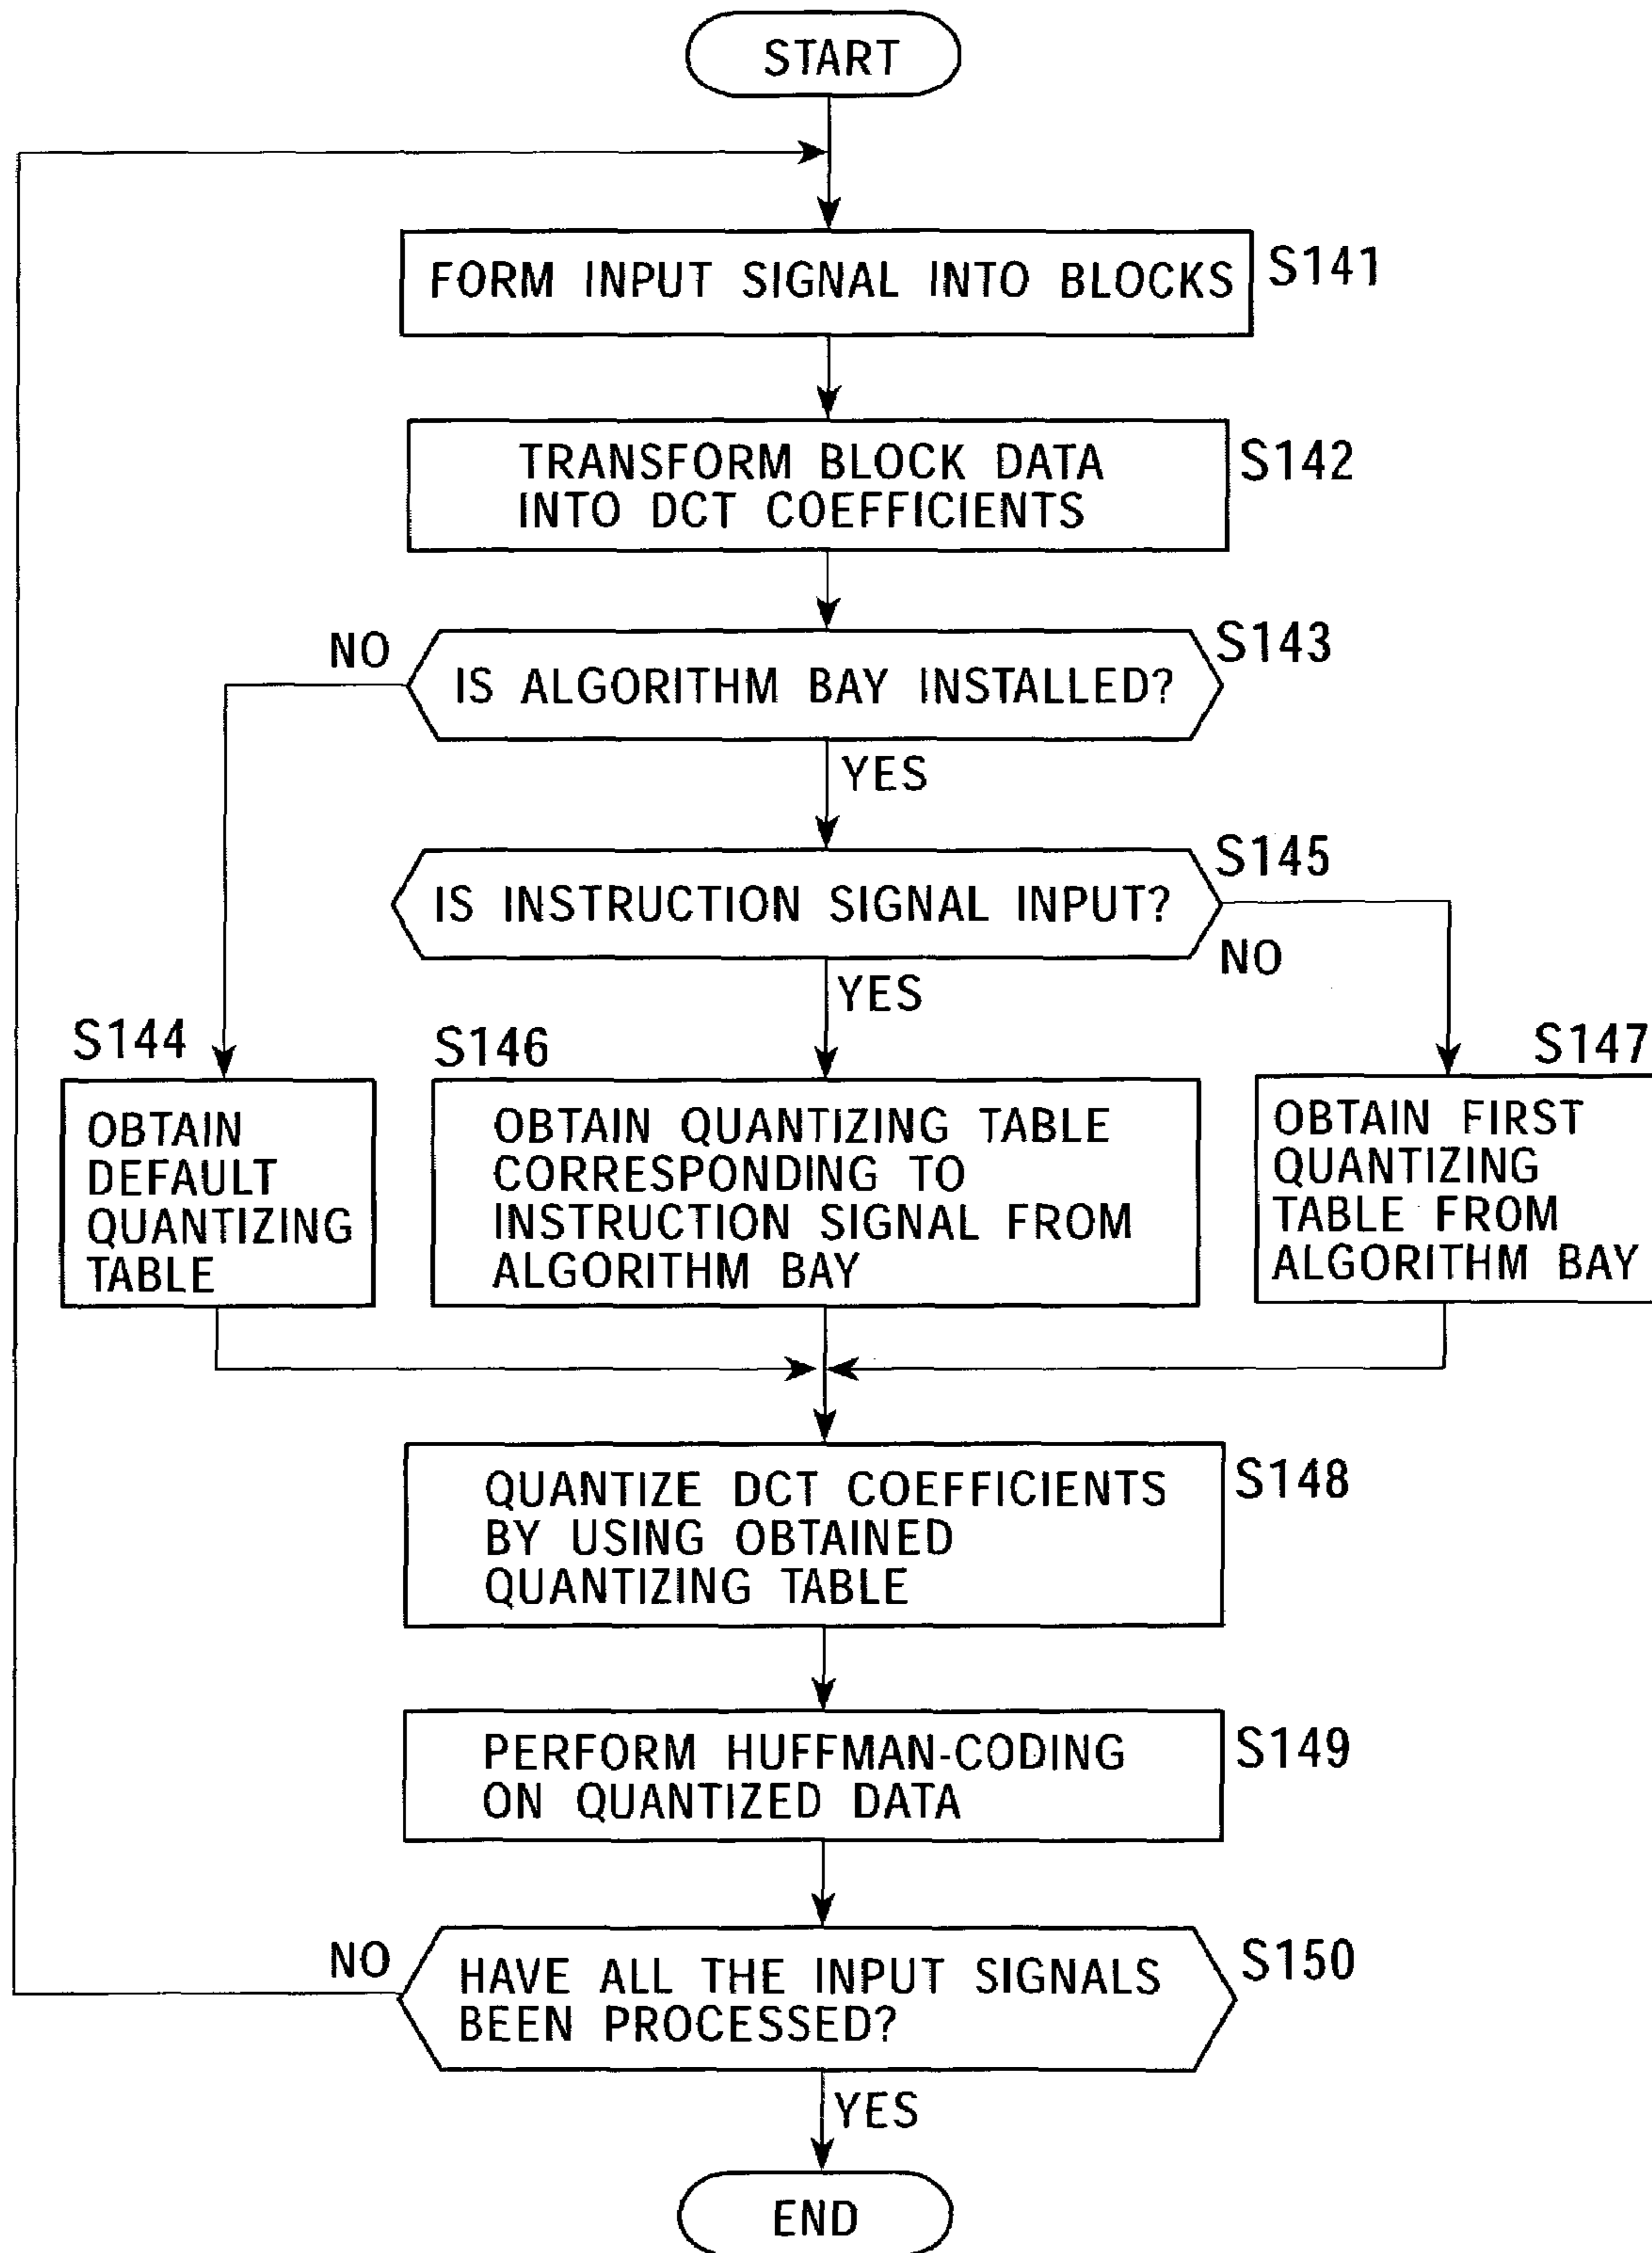 START
FORM INPUT SIGNAL INTO BLOCKS
S141
TRANSFORM BLOCK DATA
INTO DCT COEFFICIENTS
S142
NO
IS ALGORITHM BAY INSTALLED?
S143
YES
IS INSTRUCTION SIGNAL INPUT?
S145
NO
YES
S144
OBTAIN
DEFAULT
QUANTIZING
TABLE
S146
OBTAIN QUANTIZING TABLE
CORRESPONDING TO
INSTRUCTION SIGNAL FROM
ALGORITHM BAY
S147
OBTAIN FIRST
QUANTIZING
TABLE FROM
ALGORITHM BAY
QUANTIZE DCT COEFFICIENTS
BY USING OBTAINED
QUANTIZING TABLE
S148
PERFORM HUFFMAN-CODING
ON QUANTIZED DATA
S149
NO
HAVE ALL THE INPUT SIGNALS
BEEN PROCESSED?
S150
YES
END